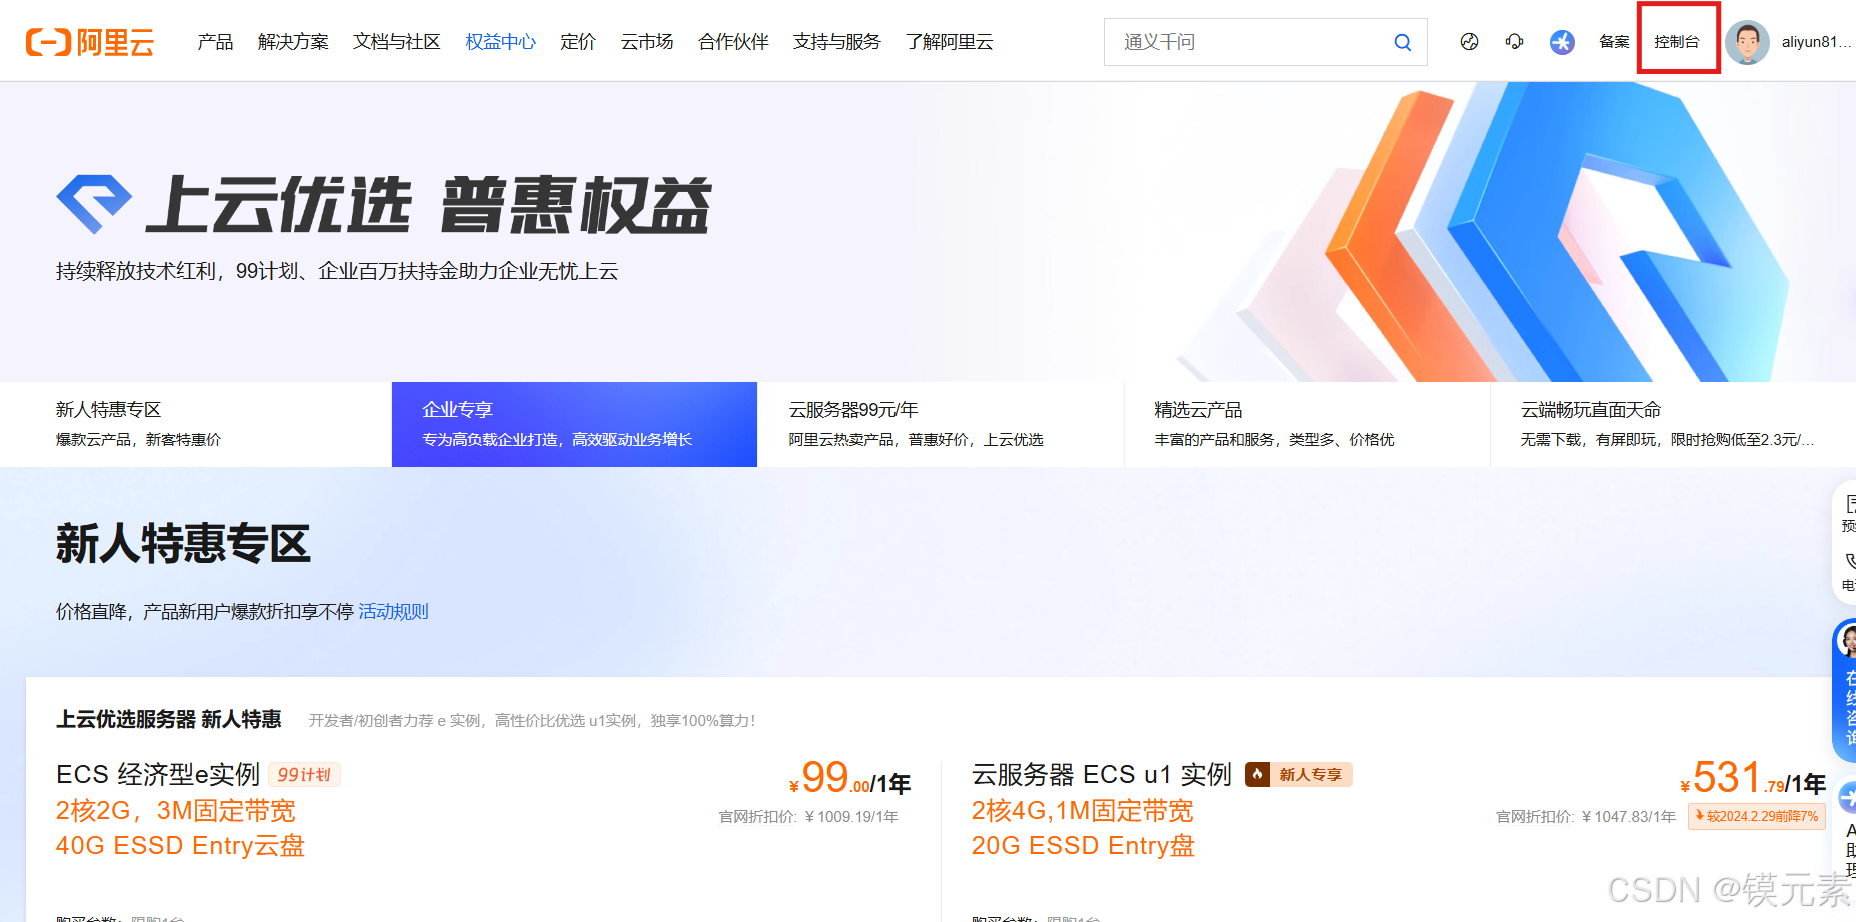 阿里云
产品 解决方案 文档与社区 权益中心 定价 云市场 合作伙伴 支持与服务 了解阿里云
通义千问
备案 控制台 aliyun81...
上云优选 普惠权益
持续释放技术红利，99计划、企业百万扶持金助力企业无忧上云
新人特惠专区
爆款云产品，新客特惠价
企业专享
专为高负载企业打造，高效驱动业务增长
云服务器99元/年
阿里云热卖产品，普惠好价，上云优选
精选云产品
丰富的产品和服务，类型多、价格优
云端畅玩直面天命
无需下载，有屏即玩，限时抢购低至2.3元/...
新人特惠专区
价格直降，产品新用户爆款折扣享不停 活动规则
上云优选服务器 新人特惠 开发者/初创者力荐 e 实例，高性价比优选 u1实例，独享100%算力！
ECS 经济型e实例 99计划
¥99.00/1年
2核2G，3M固定带宽
官网折扣价: ¥1009.19/1年
40G ESSD Entry云盘
云服务器 ECS u1 实例 新人专享
¥531.79/1年
2核4G,1M固定带宽
官网折扣价: ¥1047.83/1年 较2024.2.29前降7%
20G ESSD Entry盘
购买台数: 限购1台
购买台数: 限购1台
在线咨询
CSDN @镆元素